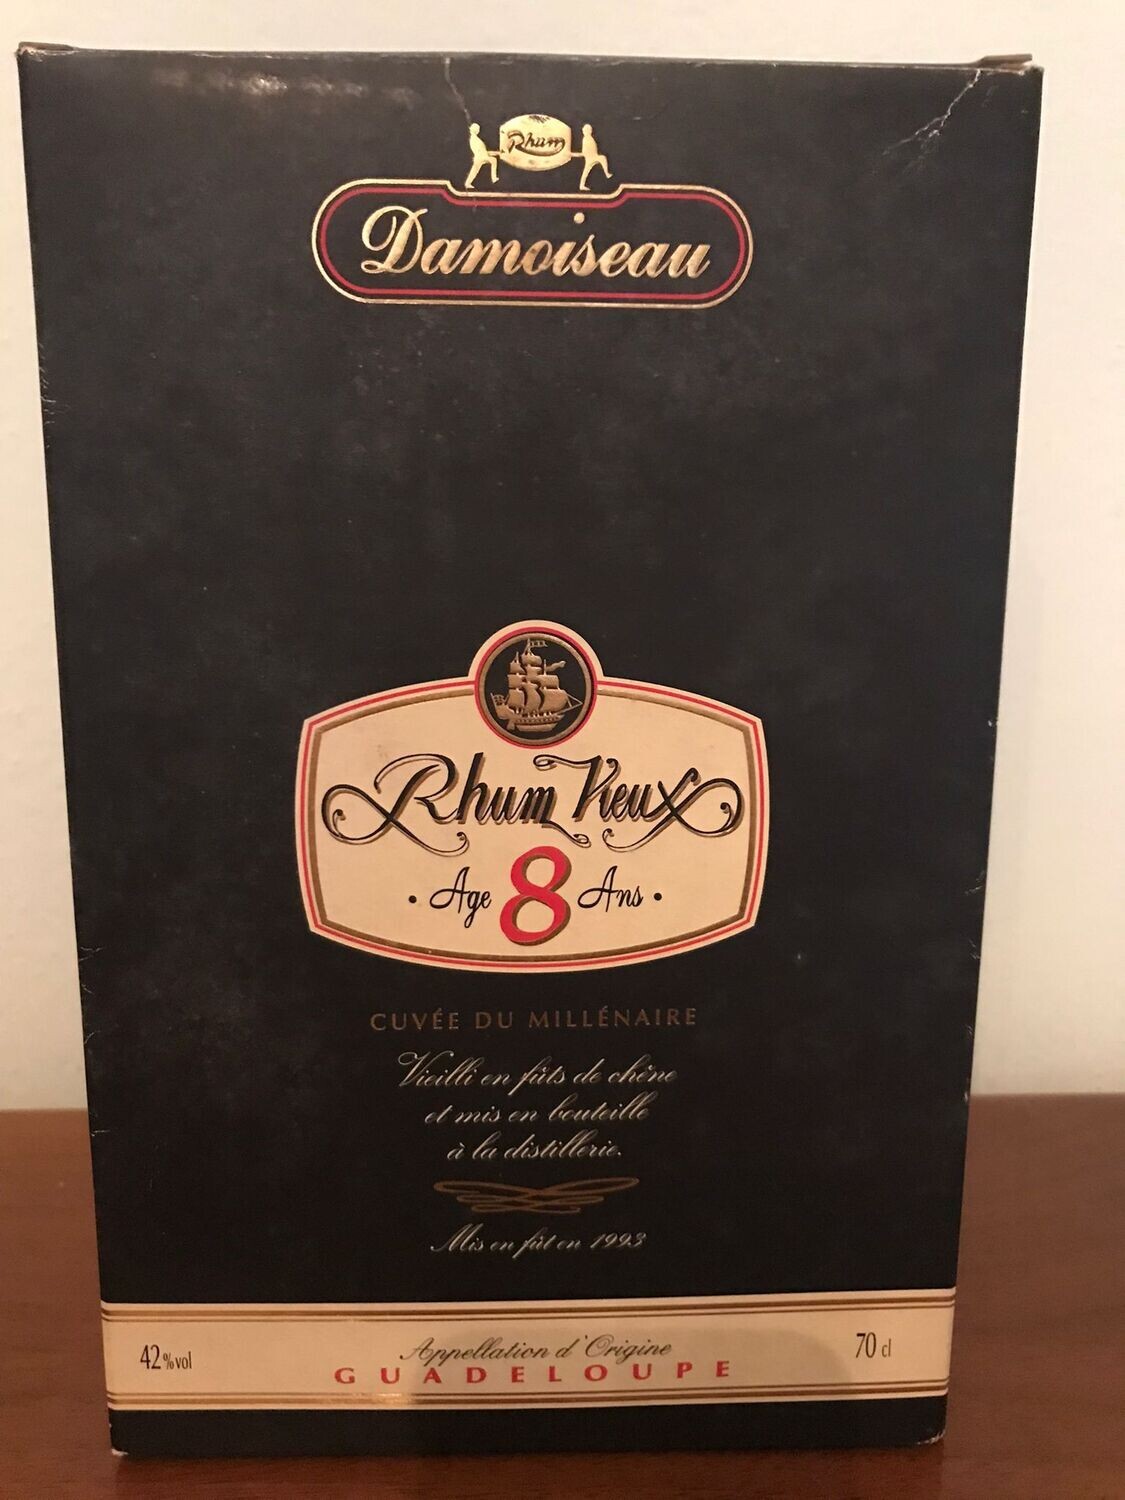 Rhum
Damoiseau
Rhum Vieux
• Age 8 Ans •
CUVÉE DU MILLÉNAIRE
Vieilli en fûts de chêne
et mis en bouteille
à la distillerie.
Mis en fût en 1993
42%vol
Appellation d'Origine
GUADELOUPE
70 cl